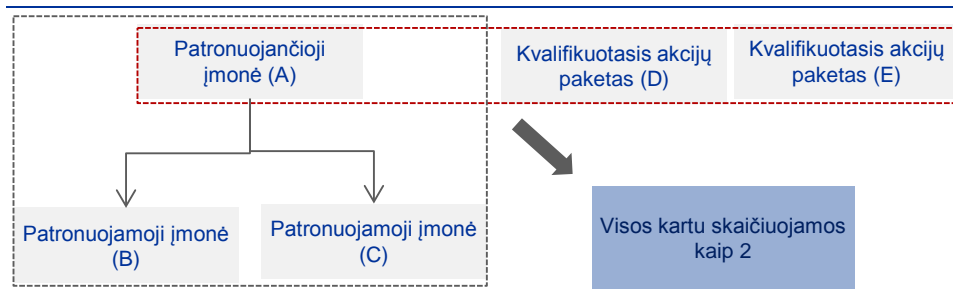 Patronuojančioji
įmonė (A)
Kvalifikuotasis akcijų
paketas (D)
Kvalifikuotasis akcijų
paketas (E)
Patronuojamoji įmonė
(B)
Patronuojamoji įmonė
(C)
Visos kartu skaičiuojamos
kaip 2